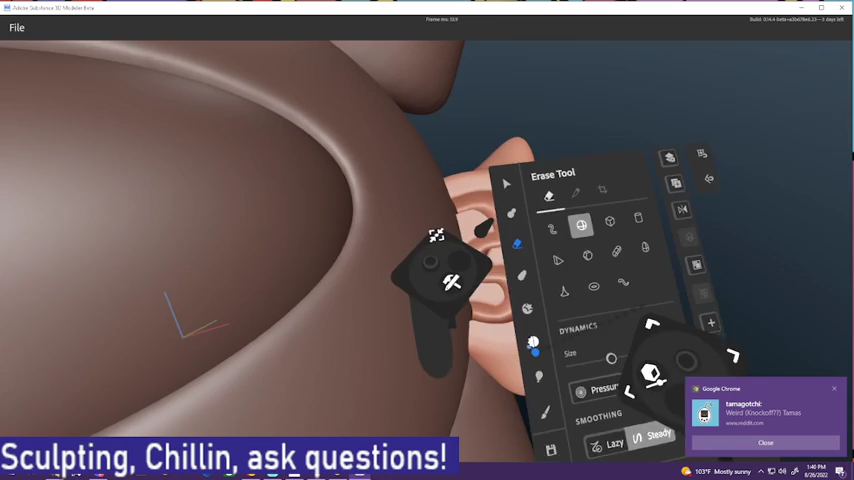 Adobe Substance 3D Modeler Beta
Frame ms: 13.9
File
Erase Tool
DYNAMICS
Size
Pressur
SMOOTHING
Lazy
Steady
Google Chrome
tamagotchi:
Weird (Knockoff??) Tamas
www.reddit.com
Close
Sculpting, Chillin, ask questions!
103°F Mostly sunny
1:40 PM
8/26/2022